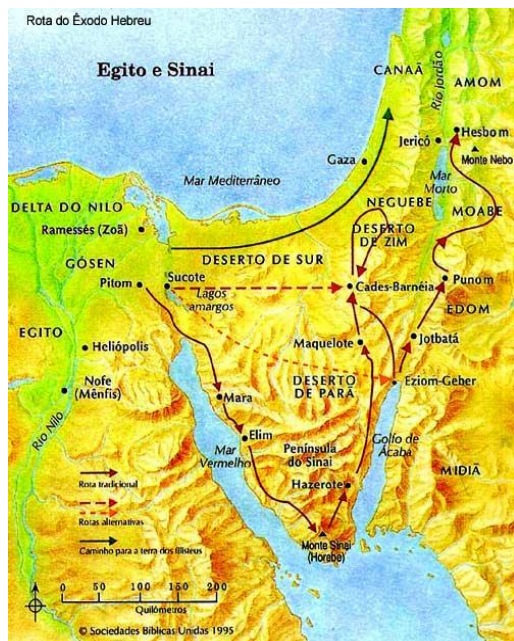 Rota do Êxodo Hebreu
Egito e Sinai
CANAÃ
Rio Jordão
AMOM
Hesbom
Jericó
Monte Nebo
Gaza
Mar Mediterrâneo
Mar
Morto
NEGUEBE
MOABE
DELTA DO NILO
Ramessés (Zoã)
DESERTO
DE ZIM
DESERTO DE SUR
GÓSEN
Pitom
Sucote
Cades-Barnéia
Punom
Lagos
amargos
EDOM
EGITO
Heliópolis
Maquelote
Jotbatá
Nofe
(Mênfis)
DESERTO
DE PARÃ
Eziom-Geber
Mara
Rio Nilo
Elim
Mar
Vermelho
Península
do Sinai
Golfo de
Acaba
MIDIÃ
Hazerote
Rota tradicional
Rotas alternativas
Monte Sinai
(Horebe)
Caminho para a terra dos filisteus
0 50 100 150 200
Quilômetros
© Sociedades Bíblicas Unidas 1995